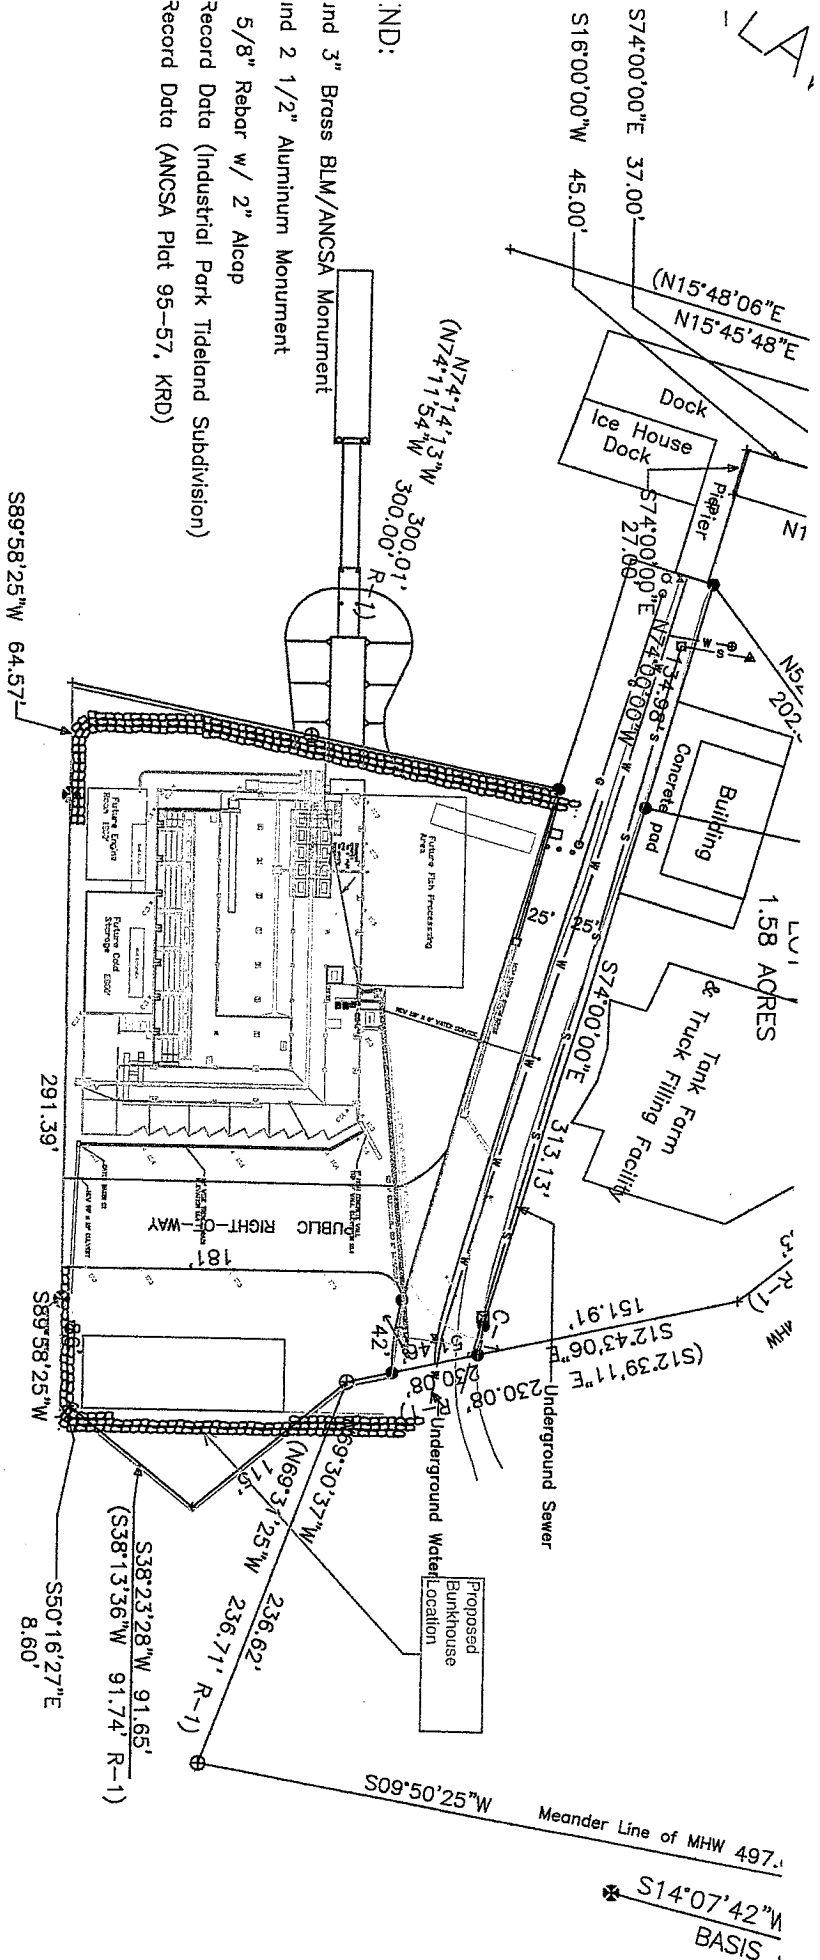 LA
S74°00'00"E 37.00'
S16°00'00"W 45.00'
(N15°48'06"E
N15°45'48"E
Dock
Ice House
Dock
Pier
S74°00'00"E
27.00'
N74°00'00"W
134.98'
Concrete pad
Building
1.58 ACRES
Tank Farm
& Truck Filling Facility
S74°00'00"E 313.13'
25'
25'
ND:
und 3" Brass BLM/ANCSA Monument
und 2 1/2" Aluminum Monument
5/8" Rebar w/ 2" Alcap
Record Data (Industrial Park Tideland Subdivision)
Record Data (ANCSA Plat 95-57, KRD)
N74°14'13"W 300.01'
(N74°11'54"W 300.00' R-1)
S89°58'25"W 64.57'
Future Fish Processing
Area
Future Engine
Room
Future Cold
Storage
291.39'
PUBLIC RIGHT-OF-WAY
181'
S89°58'25"W
42'
151.91'
S12°43'06"E 230.08'
(S12°39'11"E 230.08'
R-1)
MHW
Underground Sewer
Underground Water
Proposed
Bunkhouse
Location
N69°30'37"W 236.62'
236.71' R-1)
115'
S38°23'28"W 91.65'
(S38°13'36"W 91.74' R-1)
S50°16'27"E
8.60'
S09°50'25"W
Meander Line of MHW 497.
S14°07'42"W
BASIS